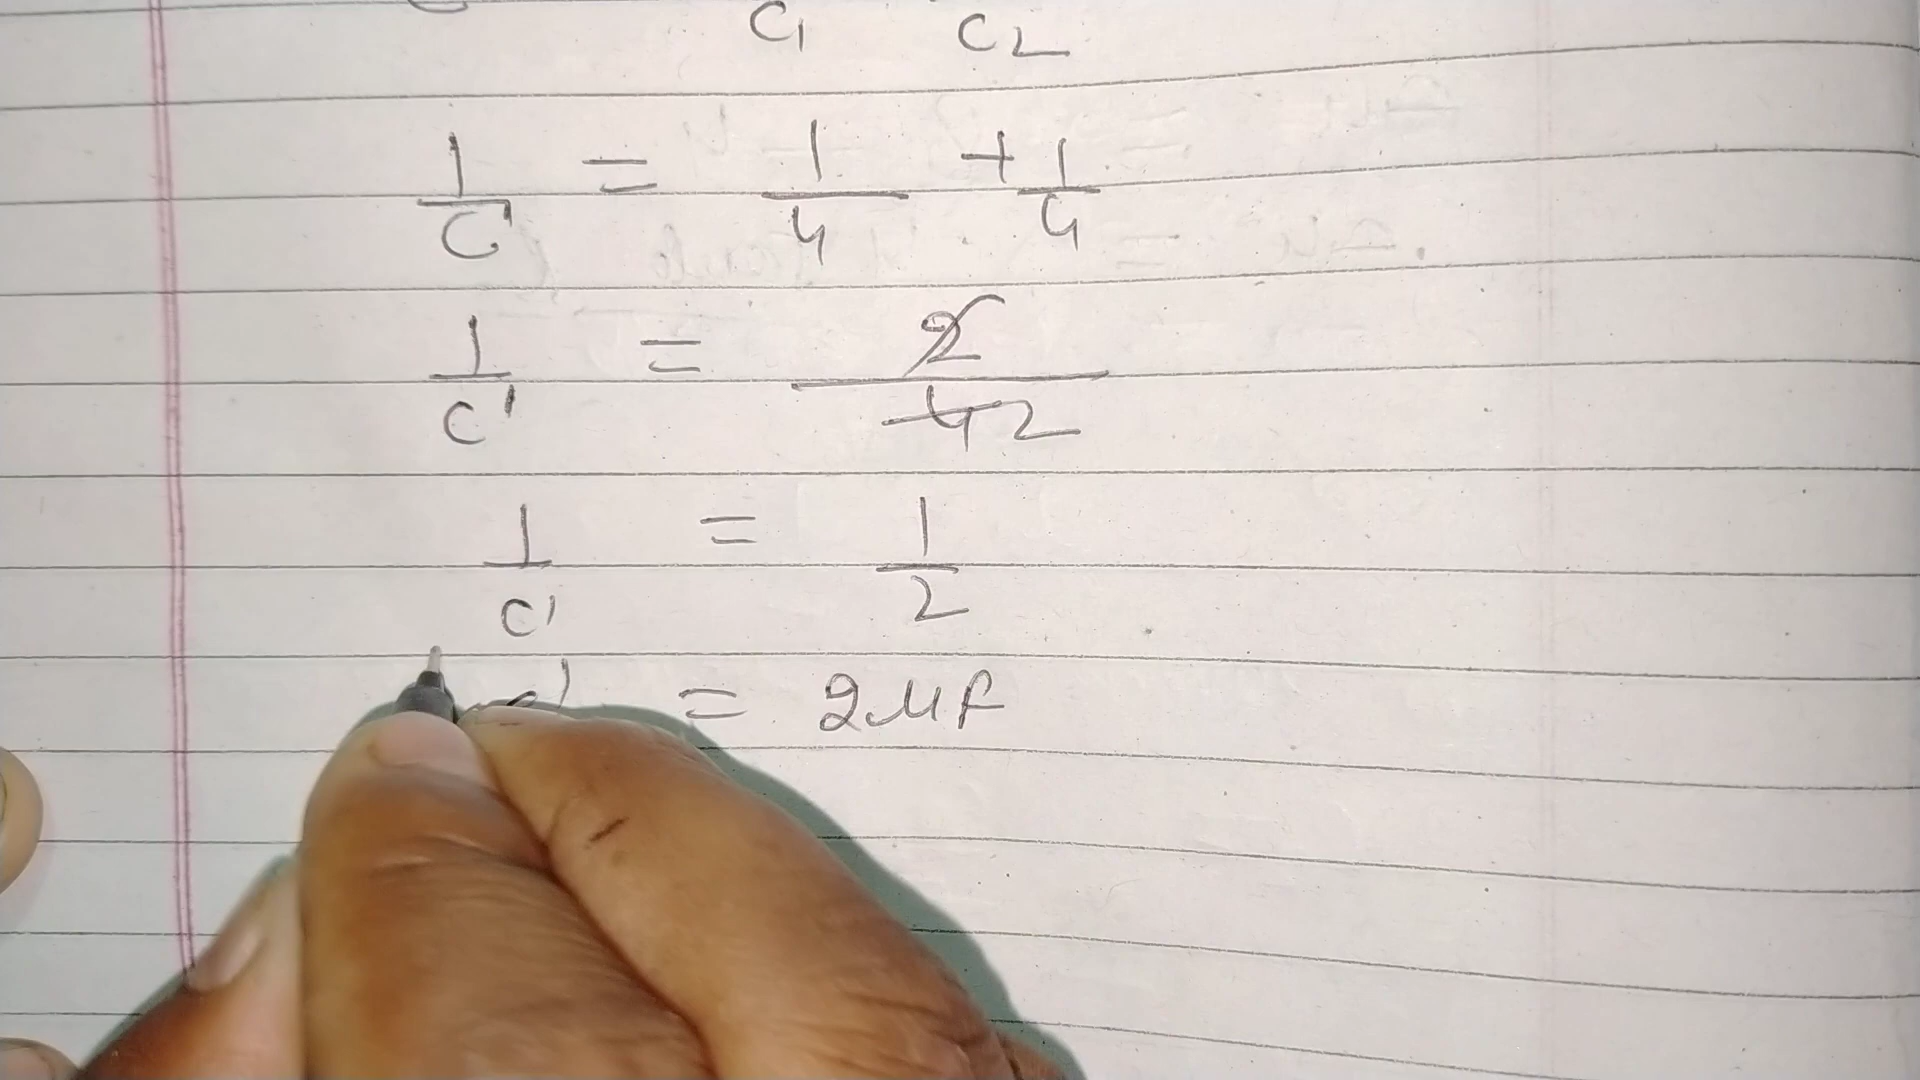 C₁ C₂
1/C' = 1/4 + 1/4
1/C' = 2/4 2
1/C' = 1/2
C' = 2μF